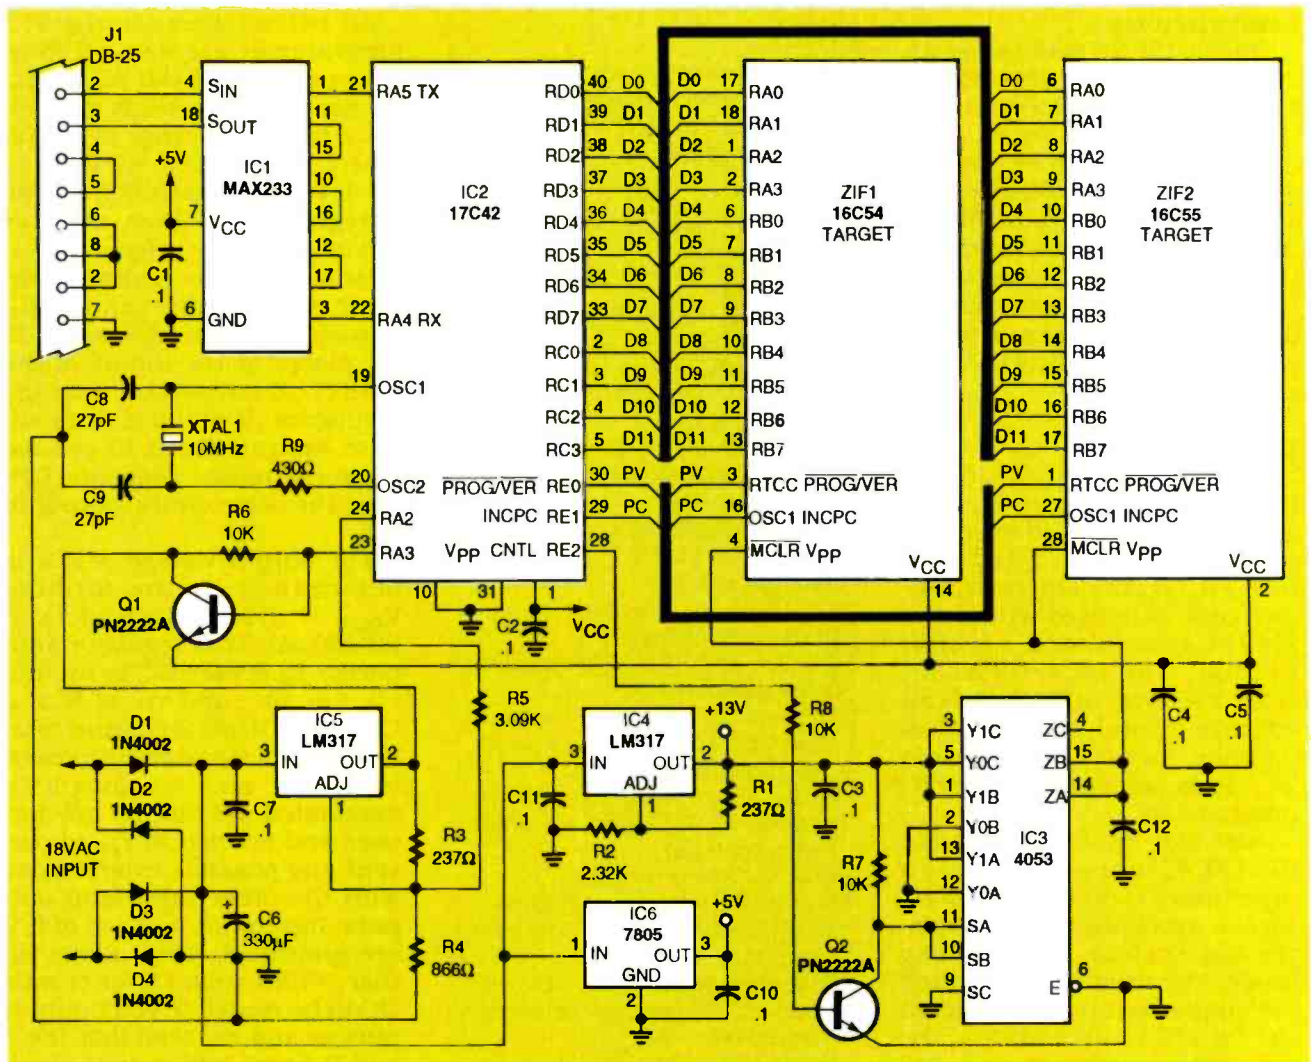 J1
DB-25
2
3
4
5
6
8
2
7
4 SIN
18 SOUT
+5V
7 VCC
C1
.1
6 GND
IC1
MAX233
1
11
15
10
16
12
17
3
21 RA5 TX
22 RA4 RX
19 OSC1
20 OSC2
24 RA2
23 RA3
IC2
17C42
RD0 40 D0
RD1 39 D1
RD2 38 D2
RD3 37 D3
RD4 36 D4
RD5 35 D5
RD6 34 D6
RD7 33 D7
RC0 2 D8
RC1 3 D9
RC2 4 D10
RC3 5 D11
PROG/VER RE0 30 PV
INCPC RE1 29 PC
VPP CNTL RE2 28
10
31
1
C2
.1
VCC
D0 17 RA0
D1 18 RA1
D2 1 RA2
D3 2 RA3
D4 6 RB0
D5 7 RB1
D6 8 RB2
D7 9 RB3
D8 10 RB4
D9 11 RB5
D10 12 RB6
D11 13 RB7
PV 3 RTCC PROG/VER
PC 16 OSC1 INCPC
4 MCLR VPP
VCC
14
ZIF1
16C54
TARGET
D0 6 RA0
D1 7 RA1
D2 8 RA2
D3 9 RA3
D4 10 RB0
D5 11 RB1
D6 12 RB2
D7 13 RB3
D8 14 RB4
D9 15 RB5
D10 16 RB6
D11 17 RB7
PV 1 RTCC PROG/VER
PC 27 OSC1 INCPC
28 MCLR VPP
VCC
2
ZIF2
16C55
TARGET
C8
27pF
XTAL1
10MHz
C9
27pF
R9
430Ω
R6
10K
Q1
PN2222A
R5
3.09K
D1
1N4002
D2
1N4002
18VAC
INPUT
D3
1N4002
D4
1N4002
C6
330µF
+
C7
.1
IC5
LM317
3 IN OUT 2
ADJ
1
R3
237Ω
R4
866Ω
IC4
LM317
3 IN OUT 2
ADJ
1
+13V
C11
.1
R2
2.32K
R1
237Ω
C3
.1
R8
10K
R7
10K
IC6
7805
1 IN OUT 3
GND
2
+5V
C10
.1
Q2
PN2222A
3 Y1C
5 Y0C
1 Y1B
2 Y0B
13 Y1A
12 Y0A
11 SA
10 SB
9 SC
ZC 4
ZB 15
ZA 14
IC3
4053
E 6
C12
.1
C4
.1
C5
.1